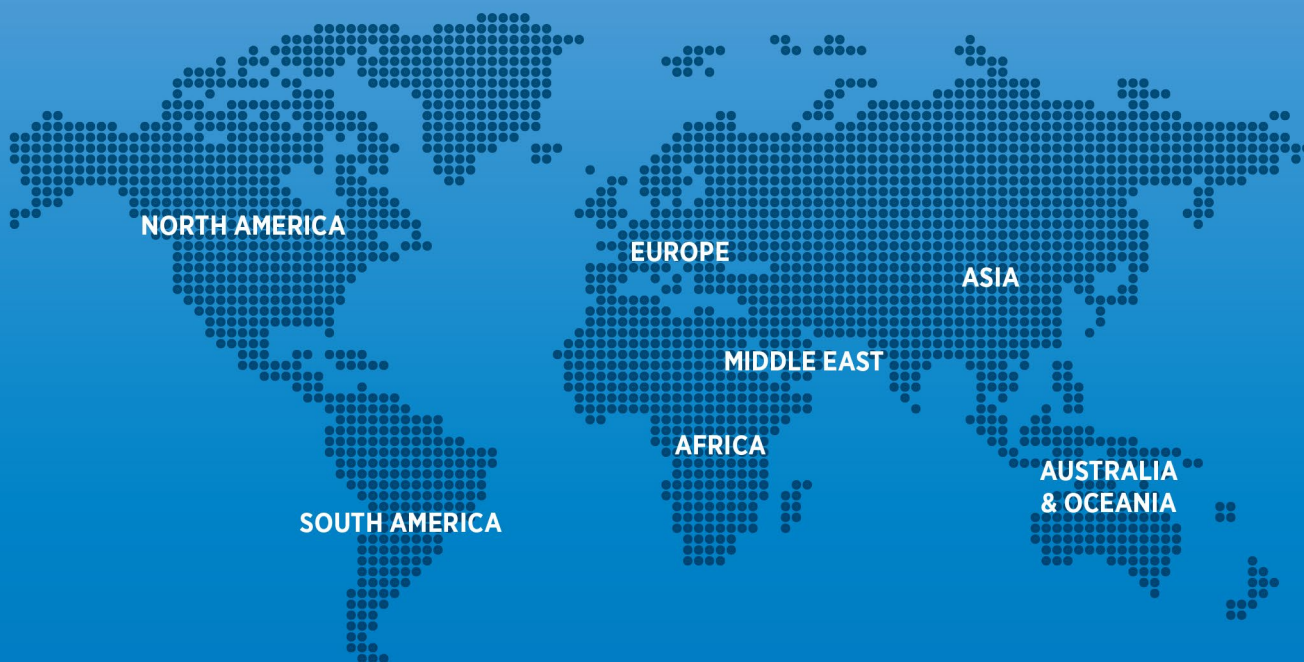 NORTH AMERICA
EUROPE
ASIA
MIDDLE EAST
AFRICA
AUSTRALIA
& OCEANIA
SOUTH AMERICA